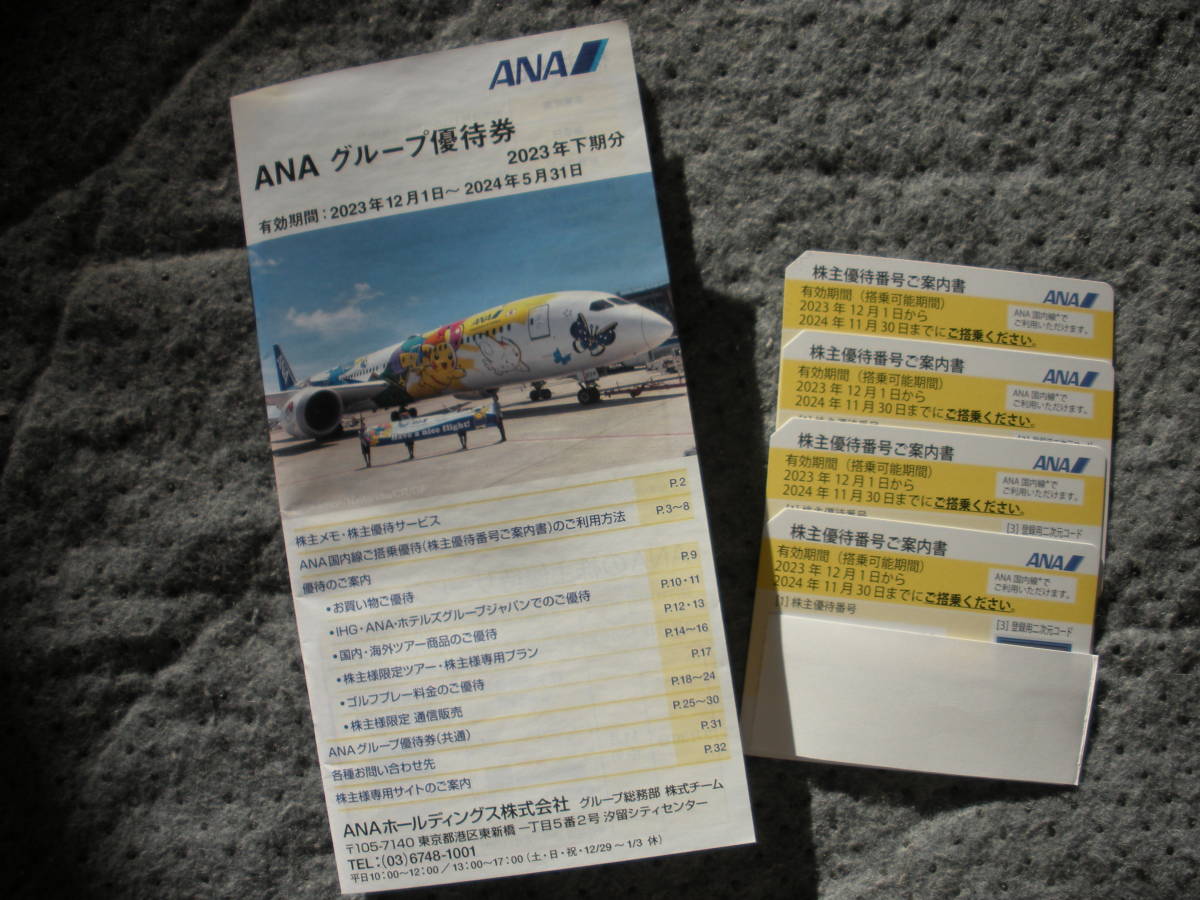 ANA
ANA グループ優待券
2023年下期分
有効期間：2023年12月1日～2024年5月31日
ANA
Have a nice flight!
株主メモ・株主優待サービス P.2
ANA国内線ご搭乗優待(株主優待番号ご案内書)のご利用方法 P.3～8
優待のご案内
•お買い物ご優待 P.9
•IHG・ANA・ホテルズグループジャパンでのご優待 P.10・11
•国内・海外ツアー商品のご優待 P.12・13
•株主様限定ツアー・株主様専用プラン P.14～16
•ゴルフプレー料金のご優待 P.17
•株主様限定 通信販売 P.18～24
ANAグループ優待券(共通) P.25～30
各種お問い合わせ先 P.31
株主様専用サイトのご案内 P.32
ANAホールディングス株式会社 グループ総務部 株式チーム
〒105-7140 東京都港区東新橋一丁目5番2号 汐留シティセンター
TEL：(03)6748-1001
平日10：00～12：00／13：00～17：00（土・日・祝・12/29～1/3 休）
株主優待番号ご案内書
ANA
有効期間（搭乗可能期間）
2023年12月1日から
2024年11月30日までにご搭乗ください。
ANA国内線*で
ご利用いただけます。
株主優待番号ご案内書
ANA
有効期間（搭乗可能期間）
2023年12月1日から
2024年11月30日までにご搭乗ください。
ANA国内線*で
ご利用いただけます。
株主優待番号ご案内書
ANA
有効期間（搭乗可能期間）
2023年12月1日から
2024年11月30日までにご搭乗ください。
ANA国内線*で
ご利用いただけます。
[1] 株主優待番号
[3] 登録用二次元コード
株主優待番号ご案内書
ANA
有効期間（搭乗可能期間）
2023年12月1日から
2024年11月30日までにご搭乗ください。
ANA国内線*で
ご利用いただけます。
[1] 株主優待番号
[3] 登録用二次元コード